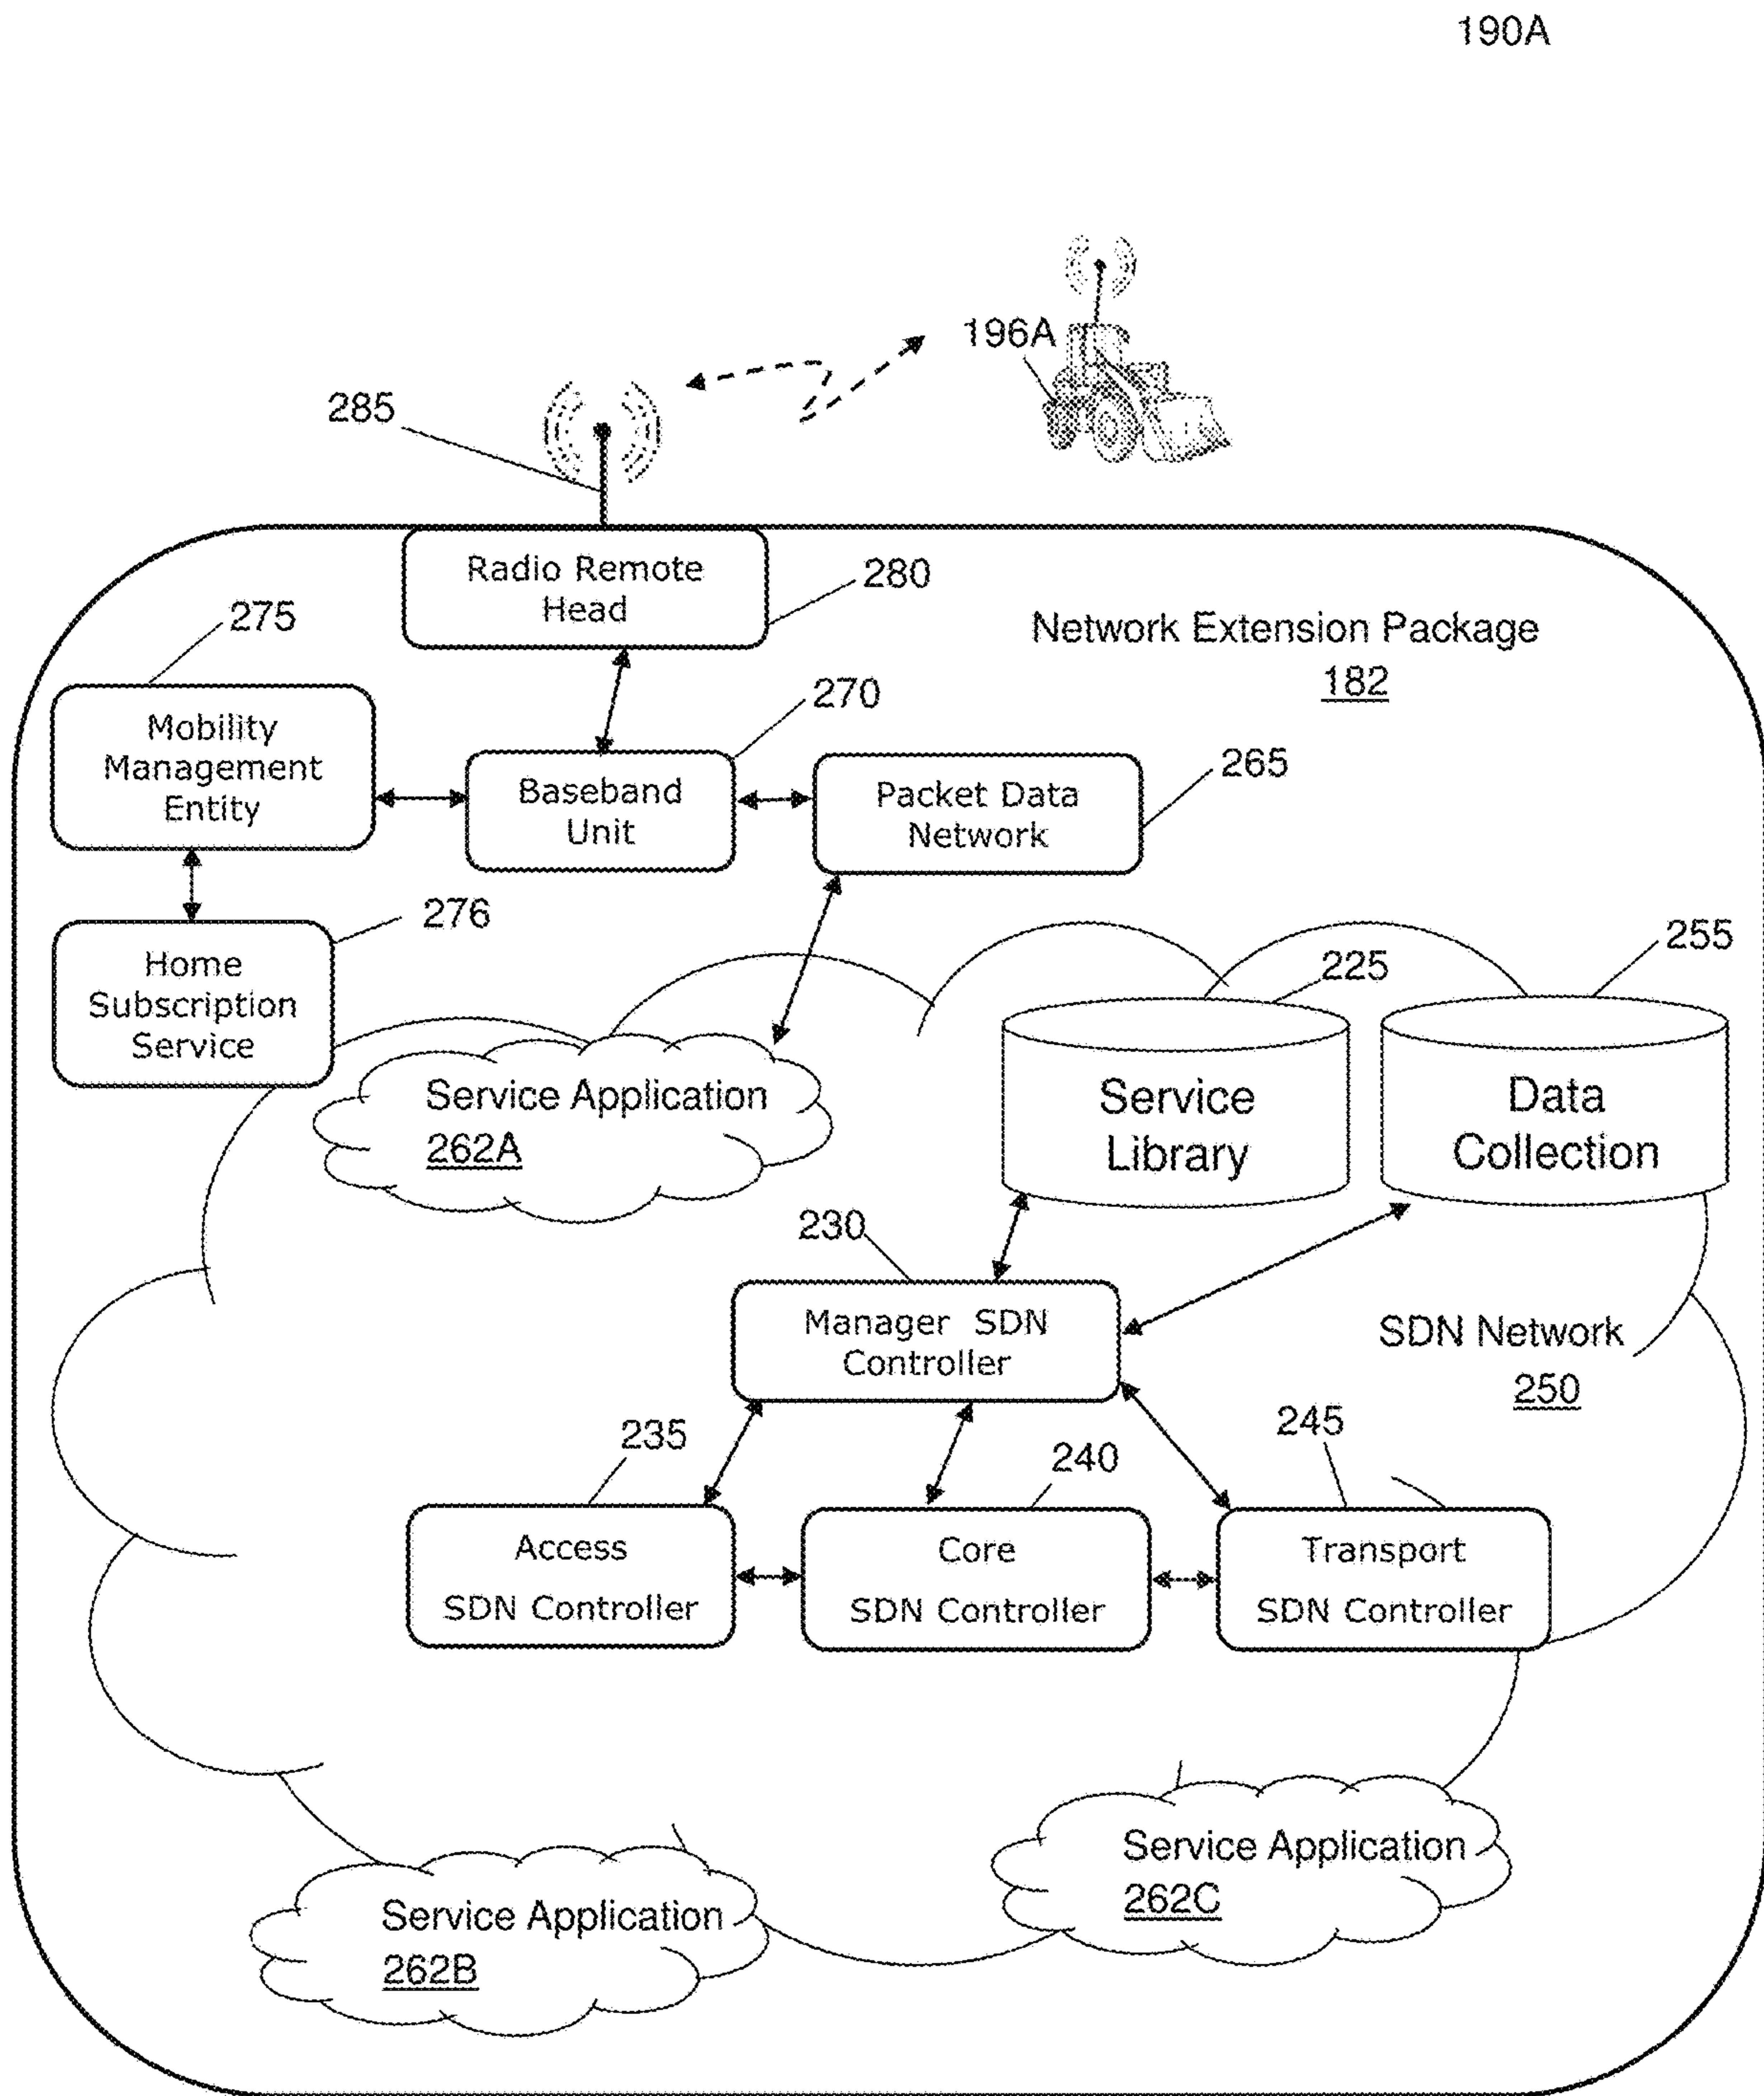 190A
196A
285
Radio Remote
Head
280
Network Extension Package
182
275
Mobility
Management
Entity
270
Baseband
Unit
Packet Data
Network
265
276
Home
Subscription
Service
225
255
Service Application
262A
Service
Library
Data
Collection
230
Manager SDN
Controller
SDN Network
250
235
240
245
Access
SDN Controller
Core
SDN Controller
Transport
SDN Controller
Service Application
262C
Service Application
262B